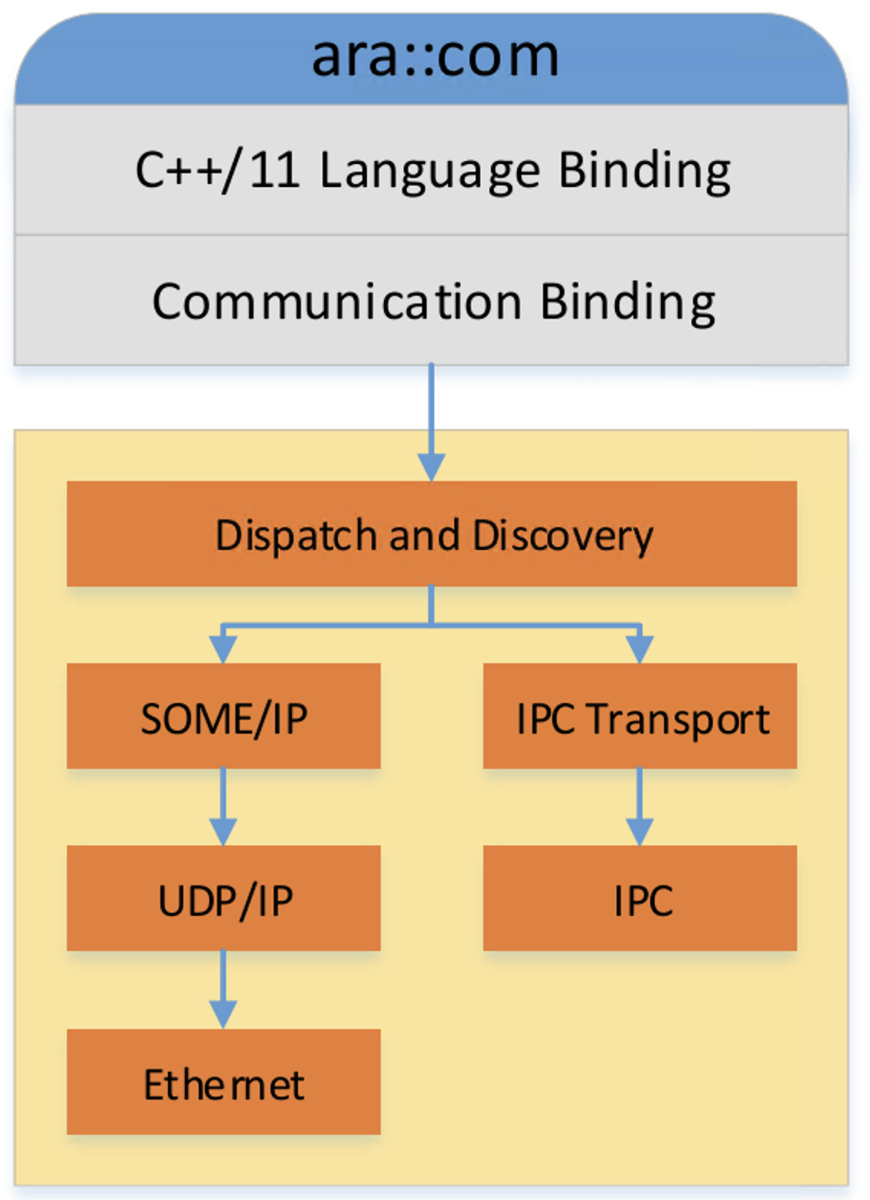 ara::com
C++/11 Language Binding
Communication Binding
Dispatch and Discovery
SOME/IP
IPC Transport
UDP/IP
IPC
Ethernet